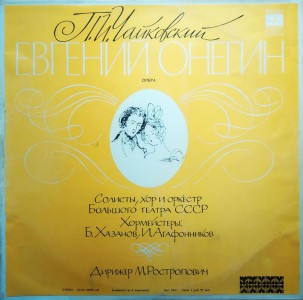 П.И.Чайковский
ЕВГЕНИЙ ОНЕГИН
ОПЕРА
Солисты, хор и оркестр
Большого театра СССР
Хормейстеры:
Б.Хазанов, И.Агафонников
Дирижер М.Ростропович